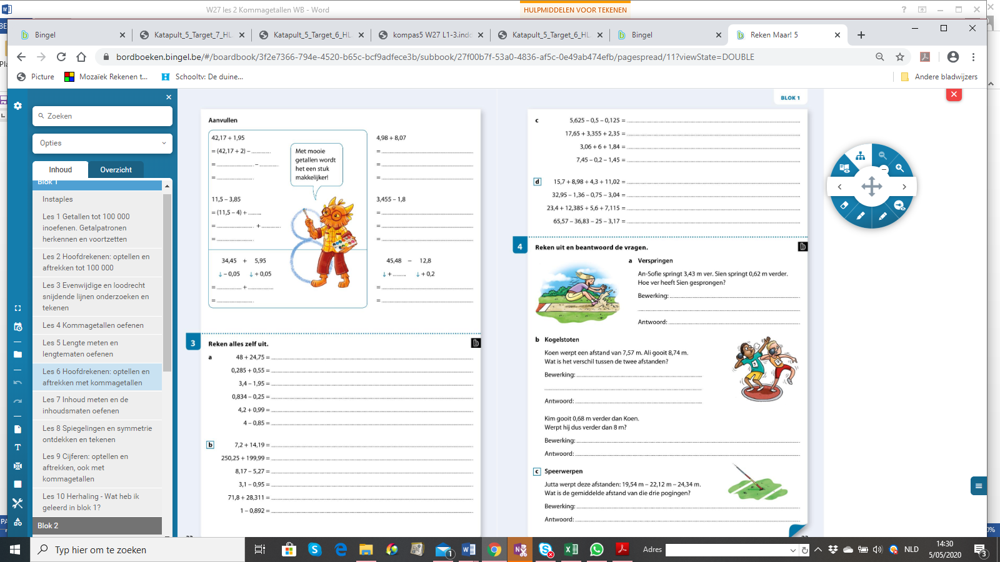 W27 les 2 Kommagetallen WB - Word
HULPMIDDELEN VOOR TEKENEN
Bingel
Katapult_5_Target_7_HL
Katapult_5_Target_6_HL
kompas5 W27 L1-3.indd
Katapult_5_Target_6_HL
Bingel
Reken Maar! 5
bordboeken.bingel.be/#/boardbook/3f2e7366-794e-4520-b65c-bcf9adfece3b/subbook/27f00b7f-53a0-4836-af5c-0e49ab474efb/pagespread/11?viewState=DOUBLE
Picture
Mozaïek Rekenen t...
Schooltv: De duine...
Andere bladwijzers
Zoeken
Opties
Inhoud
Overzicht
Blok 1
Instaples
Les 1 Getallen tot 100 000
inoefenen. Getalpatronen
herkennen en voortzetten
Les 2 Hoofdrekenen: optellen en
aftrekken tot 100 000
Les 3 Evenwijdige en loodrecht
snijdende lijnen onderzoeken en
tekenen
Les 4 Kommagetallen oefenen
Les 5 Lengte meten en
lengtematen oefenen
Les 6 Hoofdrekenen: optellen en
aftrekken met kommagetallen
Les 7 Inhoud meten en de
inhoudsmaten oefenen
Les 8 Spiegelingen en symmetrie
ontdekken en tekenen
Les 9 Cijferen: optellen en
aftrekken, ook met
kommagetallen
Les 10 Herhaling - Wat heb ik
geleerd in blok 1?
Blok 2
Aanvullen
42,17 + 1,95
= (42,17 + 2) – ............
= ........................ – ............
= ........................
Met mooie
getallen wordt
het een stuk
makkelijker!
11,5 – 3,85
= (11,5 – 4) + ........
= ........................ + ............
= ........................
34,45 + 5,95
↓ – 0,05 ↓ + 0,05
= ................ + ................
= ........................
4,98 + 8,07
= ........................
= ........................
= ........................
3,455 – 1,8
= ........................
= ........................
= ........................
45,48 – 12,8
↓ + ........ ↓ + 0,2
= ........................
= ........................
3 Reken alles zelf uit.
a 48 + 24,75 = ........................
0,285 + 0,55 = ........................
3,4 – 1,95 = ........................
0,834 – 0,25 = ........................
4,2 + 0,99 = ........................
4 – 0,85 = ........................
b 7,2 + 14,19 = ........................
250,25 + 199,99 = ........................
8,17 – 5,27 = ........................
3,1 – 0,95 = ........................
71,8 + 28,311 = ........................
1 – 0,892 = ........................
BLOK 1
c 5,625 – 0,5 – 0,125 = ........................
17,65 + 3,355 + 2,35 = ........................
3,06 + 6 + 1,84 = ........................
7,45 – 0,2 – 1,45 = ........................
d 15,7 + 8,98 + 4,3 + 11,02 = ........................
32,95 – 1,36 – 0,75 – 3,04 = ........................
23,4 + 12,385 + 5,6 + 7,115 = ........................
65,57 – 36,83 – 25 – 3,17 = ........................
4 Reken uit en beantwoord de vragen.
a Verspringen
An-Sofie springt 3,43 m ver. Sien springt 0,62 m verder.
Hoe ver heeft Sien gesprongen?
Bewerking: ........................
Antwoord: ........................
b Kogelstoten
Koen werpt een afstand van 7,57 m. Ali gooit 8,74 m.
Wat is het verschil tussen de twee afstanden?
Bewerking: ........................
Antwoord: ........................
Kim gooit 0,68 m verder dan Koen.
Werpt hij dus verder dan 8 m?
Bewerking: ........................
Antwoord: ........................
c Speerwerpen
Jutta werpt deze afstanden: 19,54 m – 22,12 m – 24,34 m.
Wat is de gemiddelde afstand van die drie pogingen?
Bewerking: ........................
Antwoord: ........................
Typ hier om te zoeken
Adres
NLD
14:30
5/05/2020